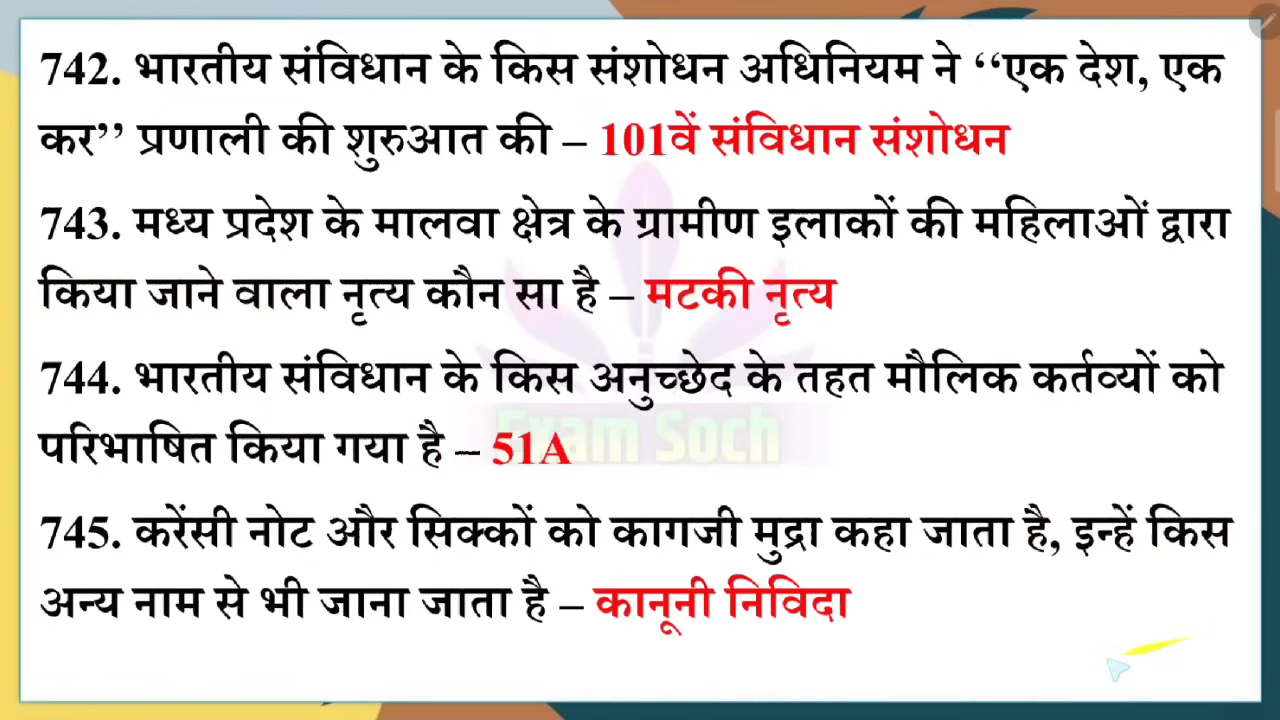 742. भारतीय संविधान के किस संशोधन अधिनियम ने ‘‘एक देश, एक
कर’’ प्रणाली की शुरुआत की – 101वें संविधान संशोधन
743. मध्य प्रदेश के मालवा क्षेत्र के ग्रामीण इलाकों की महिलाओं द्वारा
किया जाने वाला नृत्य कौन सा है – मटकी नृत्य
744. भारतीय संविधान के किस अनुच्छेद के तहत मौलिक कर्तव्यों को
परिभाषित किया गया है – 51A
Exam Soch
745. करेंसी नोट और सिक्कों को कागजी मुद्रा कहा जाता है, इन्हें किस
अन्य नाम से भी जाना जाता है – कानूनी निविदा